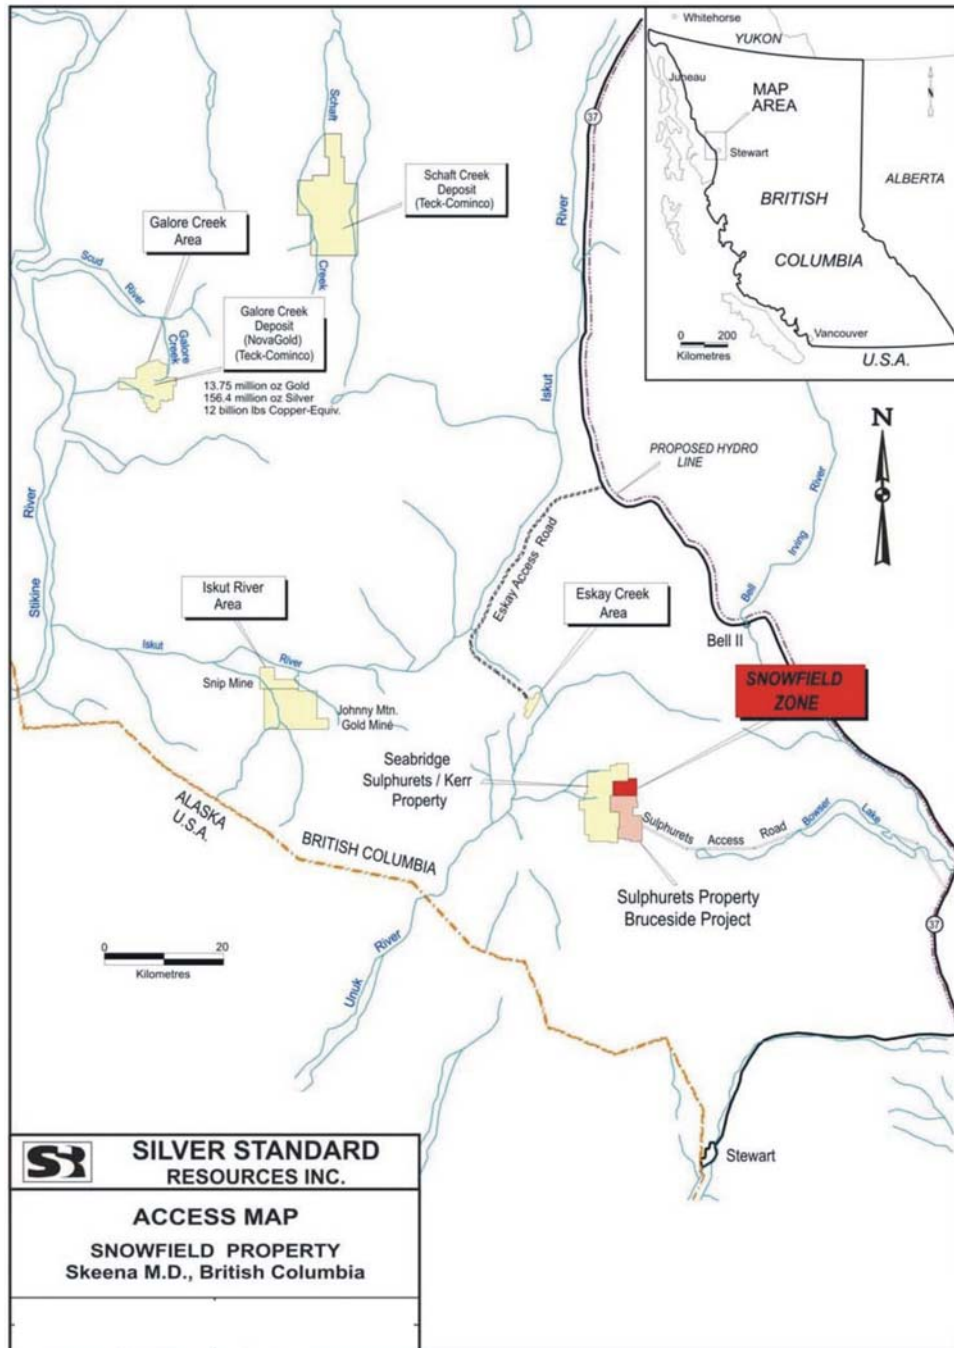 Whitehorse
YUKON
Juneau
MAP
AREA
Stewart
ALBERTA
BRITISH
COLUMBIA
Vancouver
U.S.A.
0 200
Kilometres
N
37
Schaft
Creek
Schaft Creek
Deposit
(Teck-Cominco)
River
Iskut
Galore Creek
Area
Scud
River
Galore
Creek
Galore Creek
Deposit
(NovaGold)
(Teck-Cominco)
13.75 million oz Gold
156.4 million oz Silver
12 billion lbs Copper-Equiv.
PROPOSED HYDRO
LINE
River
Irving
Bell
Bell II
River
Stikine
Eskay Access Road
Iskut River
Area
Eskay Creek
Area
Iskut
River
Snip Mine
Johnny Mtn.
Gold Mine
SNOWFIELD
ZONE
Seabridge
Sulphurets / Kerr
Property
Sulphurets Access Road
Bowser
Lake
ALASKA
U.S.A.
BRITISH COLUMBIA
Sulphurets Property
Bruceside Project
37
0 20
Kilometres
River
Unuk
Stewart
SR
SILVER STANDARD
RESOURCES INC.
ACCESS MAP
SNOWFIELD PROPERTY
Skeena M.D., British Columbia